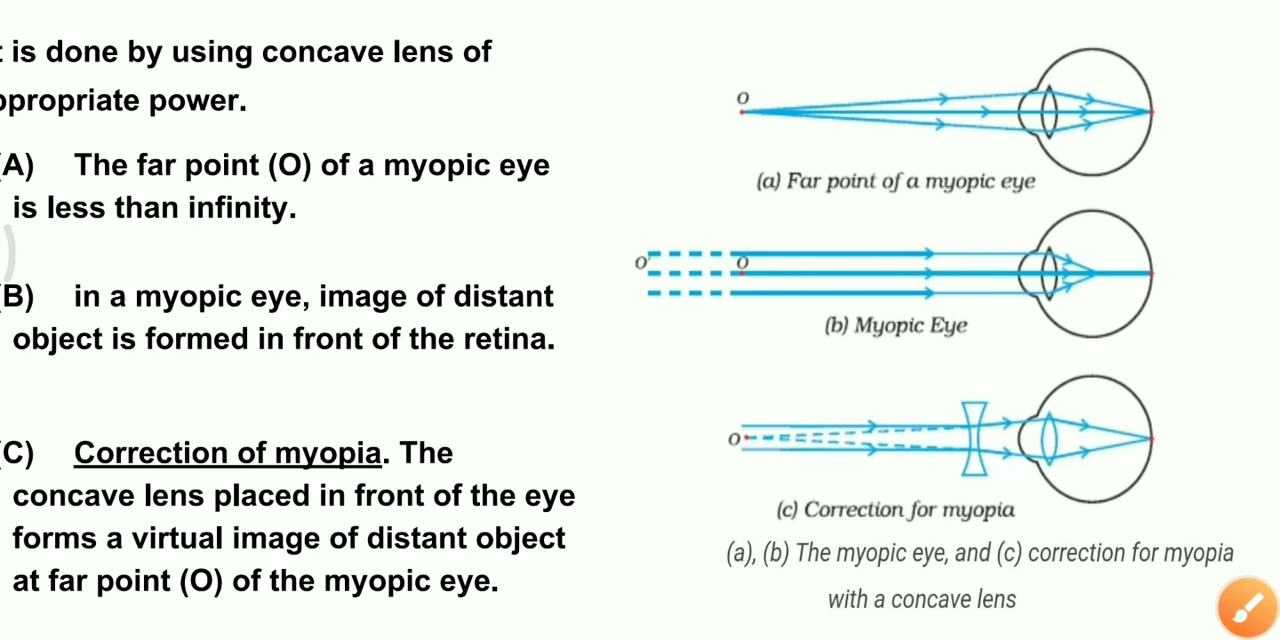 is done by using concave lens of
ppropriate power.
(A) The far point (O) of a myopic eye
is less than infinity.
(B) in a myopic eye, image of distant
object is formed in front of the retina.
(C) Correction of myopia. The
concave lens placed in front of the eye
forms a virtual image of distant object
at far point (O) of the myopic eye.
O
(a) Far point of a myopic eye
O' O
(b) Myopic Eye
O
(c) Correction for myopia
(a), (b) The myopic eye, and (c) correction for myopia
with a concave lens